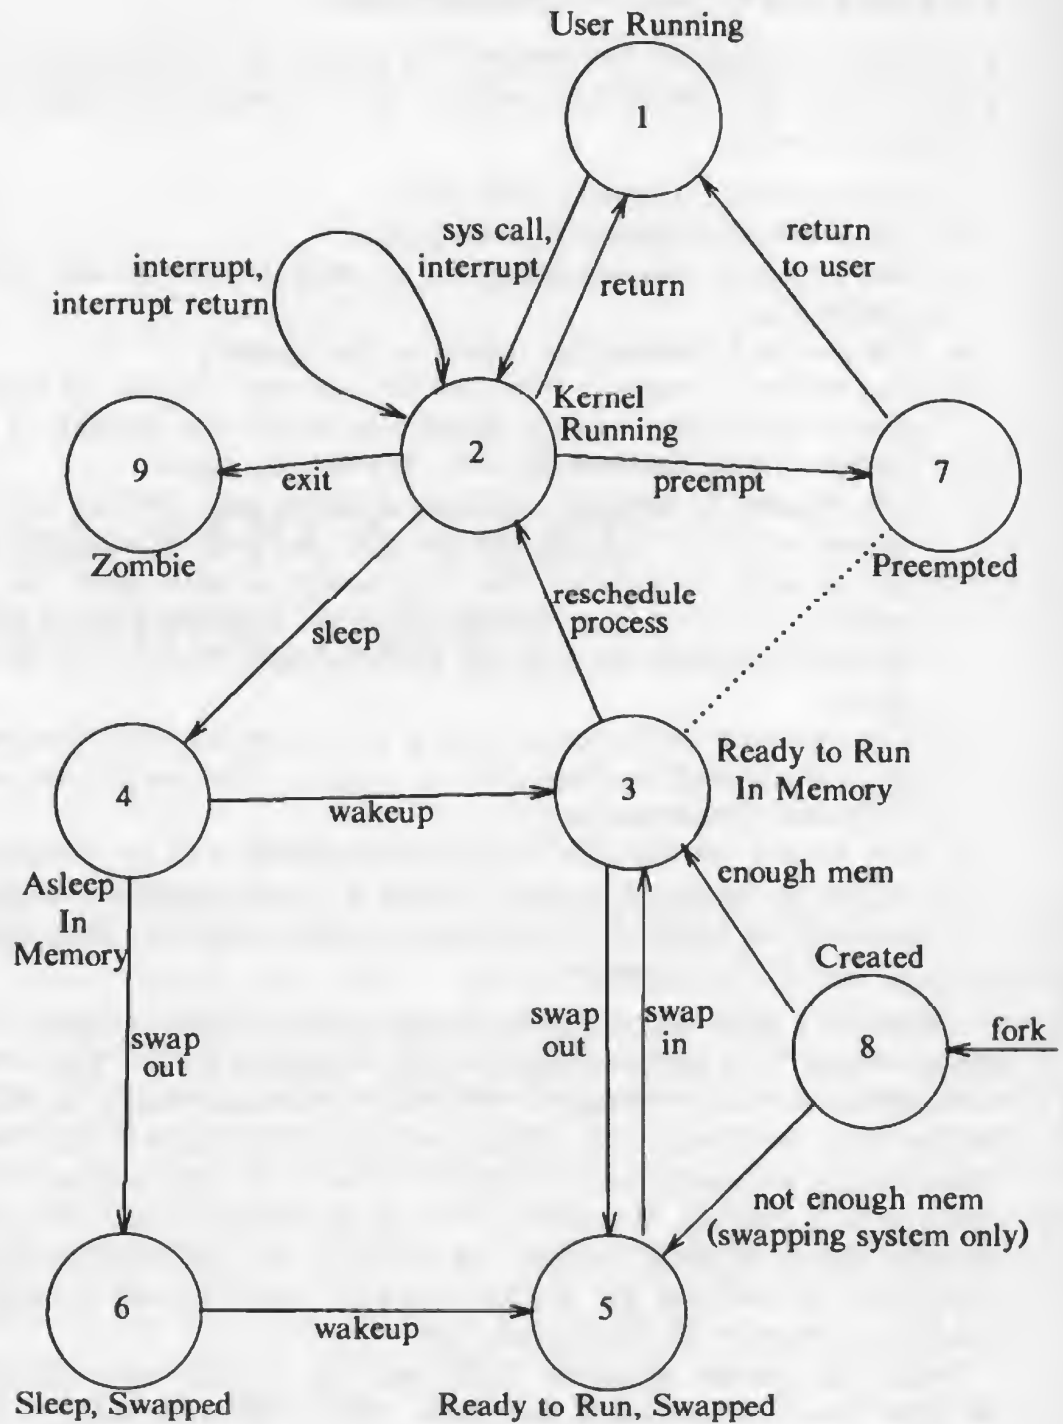 User Running
1
sys call,
interrupt
return
return
to user
interrupt,
interrupt return
Kernel
Running
2
9
exit
Zombie
preempt
7
Preempted
sleep
reschedule
process
4
Asleep
In
Memory
wakeup
3
Ready to Run
In Memory
enough mem
Created
8
fork
swap
out
swap
out
swap
in
not enough mem
(swapping system only)
6
Sleep, Swapped
wakeup
5
Ready to Run, Swapped